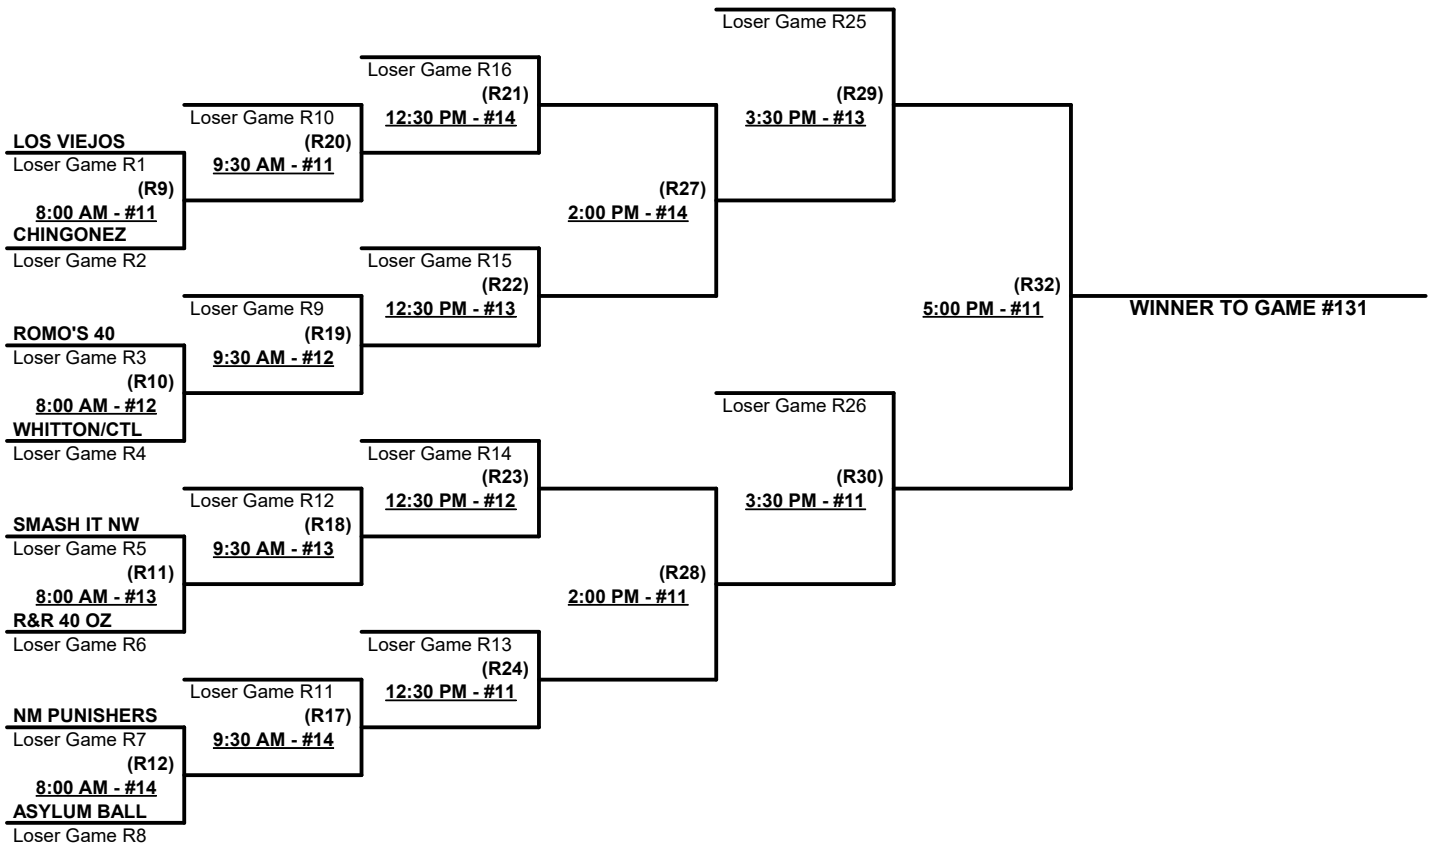 Loser Game R25
Loser Game R16
(R21)
12:30 PM - #14
(R29)
3:30 PM - #13
Loser Game R10
(R20)
9:30 AM - #11
LOS VIEJOS
Loser Game R1
(R9)
8:00 AM - #11
CHINGONEZ
Loser Game R2
(R27)
2:00 PM - #14
Loser Game R15
(R22)
12:30 PM - #13
(R32)
5:00 PM - #11
WINNER TO GAME #131
Loser Game R9
(R19)
9:30 AM - #12
ROMO'S 40
Loser Game R3
(R10)
8:00 AM - #12
WHITTON/CTL
Loser Game R4
Loser Game R26
Loser Game R14
(R23)
12:30 PM - #12
(R30)
3:30 PM - #11
Loser Game R12
(R18)
9:30 AM - #13
SMASH IT NW
Loser Game R5
(R11)
8:00 AM - #13
R&R 40 OZ
Loser Game R6
(R28)
2:00 PM - #11
Loser Game R13
(R24)
12:30 PM - #11
Loser Game R11
(R17)
9:30 AM - #14
NM PUNISHERS
Loser Game R7
(R12)
8:00 AM - #14
ASYLUM BALL
Loser Game R8